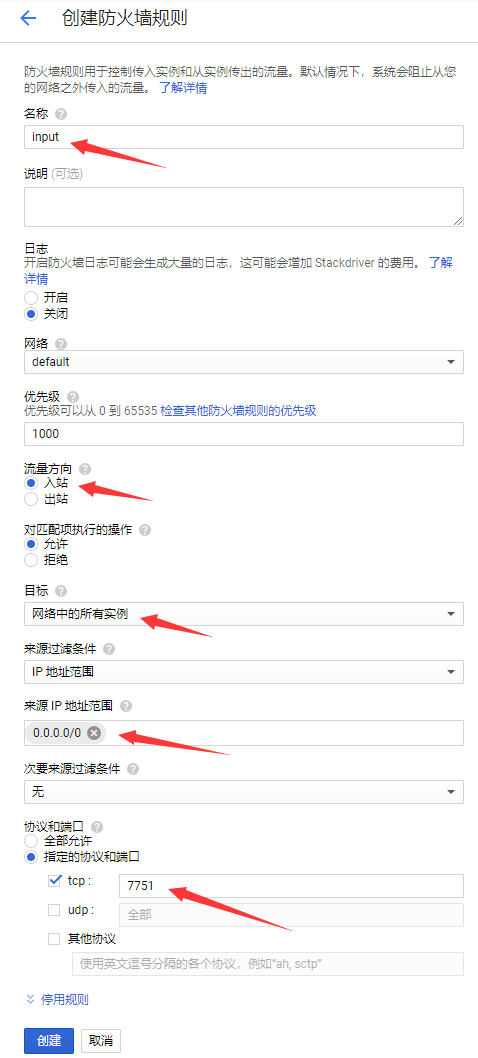 创建防火墙规则
防火墙规则用于控制传入实例和从实例传出的流量。默认情况下，系统会阻止从您
的网络之外传入的流量。 了解详情
名称
input
说明 (可选)
日志
开启防火墙日志可能会生成大量的日志，这可能会增加 Stackdriver 的费用。 了解
详情
开启
关闭
网络
default
优先级
优先级可以从 0 到 65535 检查其他防火墙规则的优先级
1000
流量方向
入站
出站
对匹配项执行的操作
允许
拒绝
目标
网络中的所有实例
来源过滤条件
IP 地址范围
来源 IP 地址范围
0.0.0.0/0
次要来源过滤条件
无
协议和端口
全部允许
指定的协议和端口
tcp : 7751
udp : 全部
其他协议
使用英文逗号分隔的各个协议，例如“ah, sctp”
停用规则
创建 取消